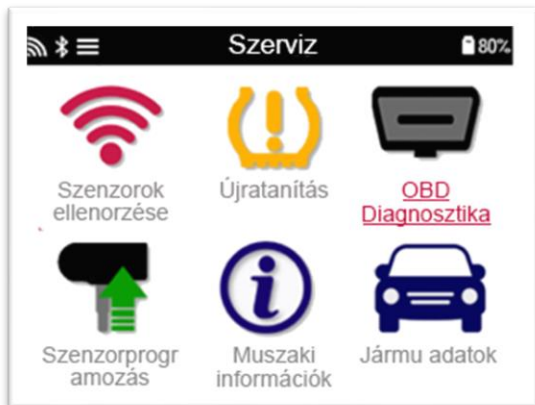 Szerviz
80%
Szenzorok
ellenorzése
Újratanítás
OBD
Diagnosztika
Szenzorprogr
amozás
Muszaki
információk
Jármu adatok